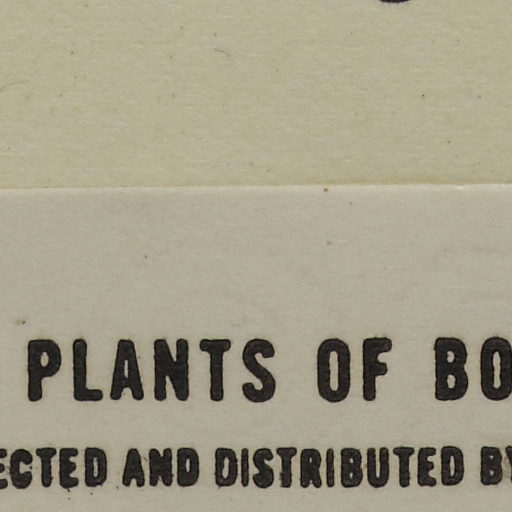 PLANTS OF BO
ECTED AND DISTRIBUTED BY